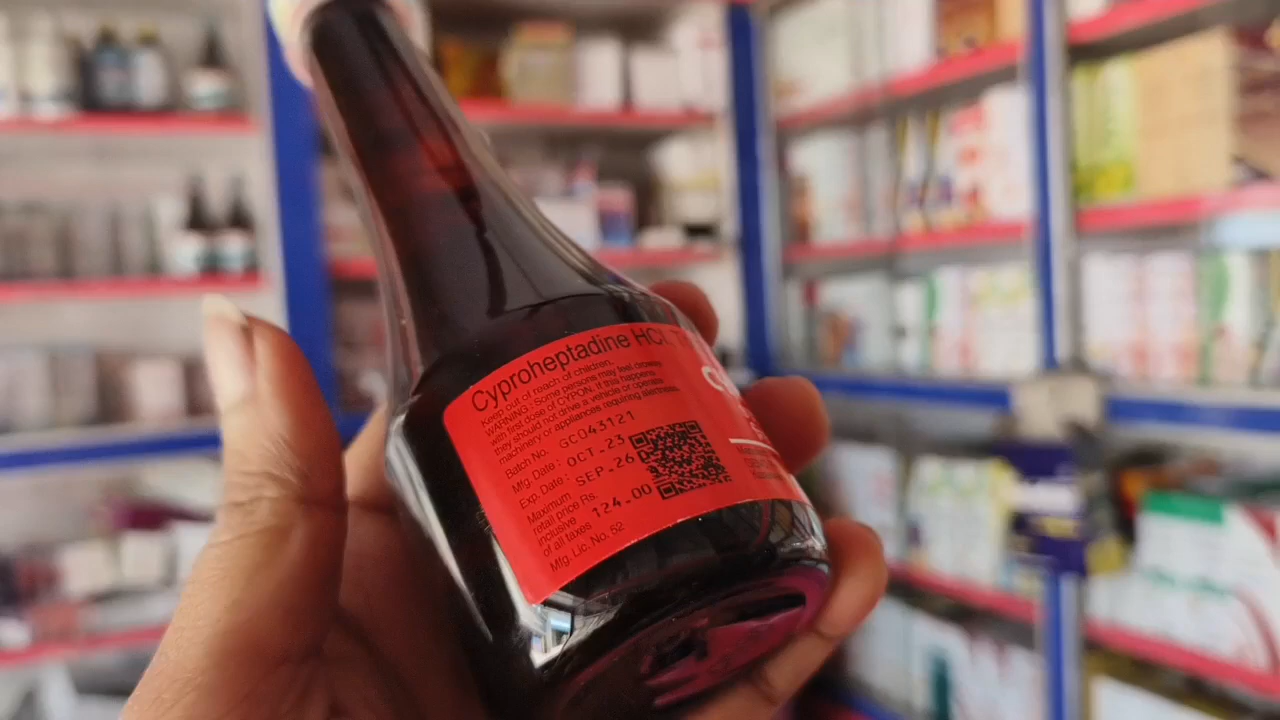 Cyproheptadine HCl
Keep out of reach of children.
WARNING : Some persons may feel drowsy
with first dose of CYPON, if this happens
they should not drive a vehicle or operate
machinery or appliances requiring alertness.
Batch No. GC043121
Mfg. Date : OCT.23
Exp. Date : SEP.26
Maximum
retail price Rs.
inclusive 124.00
of all taxes
Mfg. Lic. No. 52